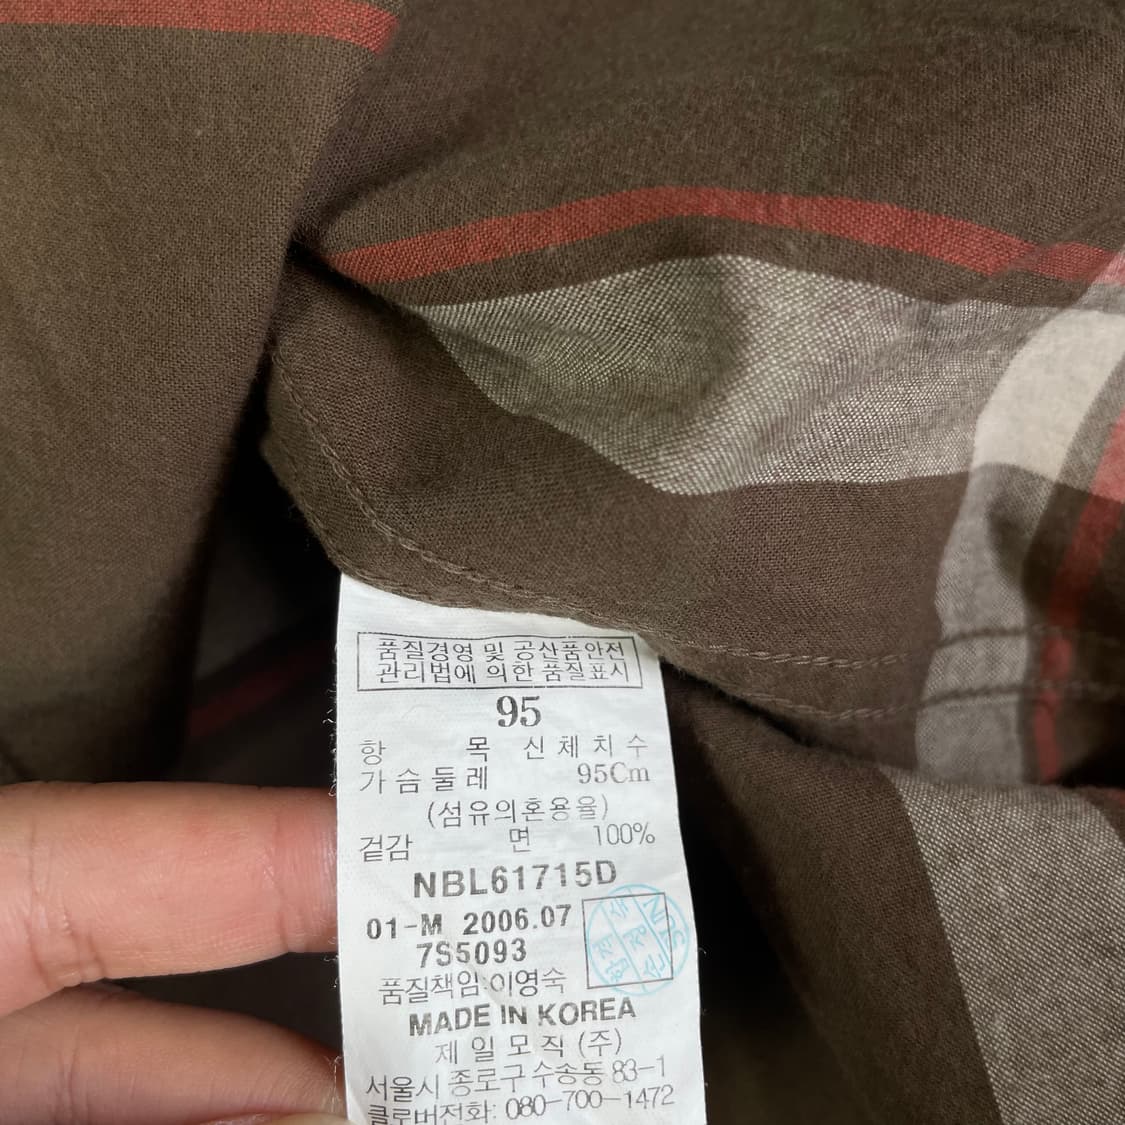 품질경영 및 공산품안전
관리법에 의한 품질표시
95
항 목 신체치수
가슴둘레 95Cm
(섬유의혼용율)
겉감 면 100%
NBL61715D
01-M 2006.07
7S5093
품질책임:이영숙
MADE IN KOREA
제일모직(주)
서울시 종로구수송동 83-1
클로버전화: 080-700-1472